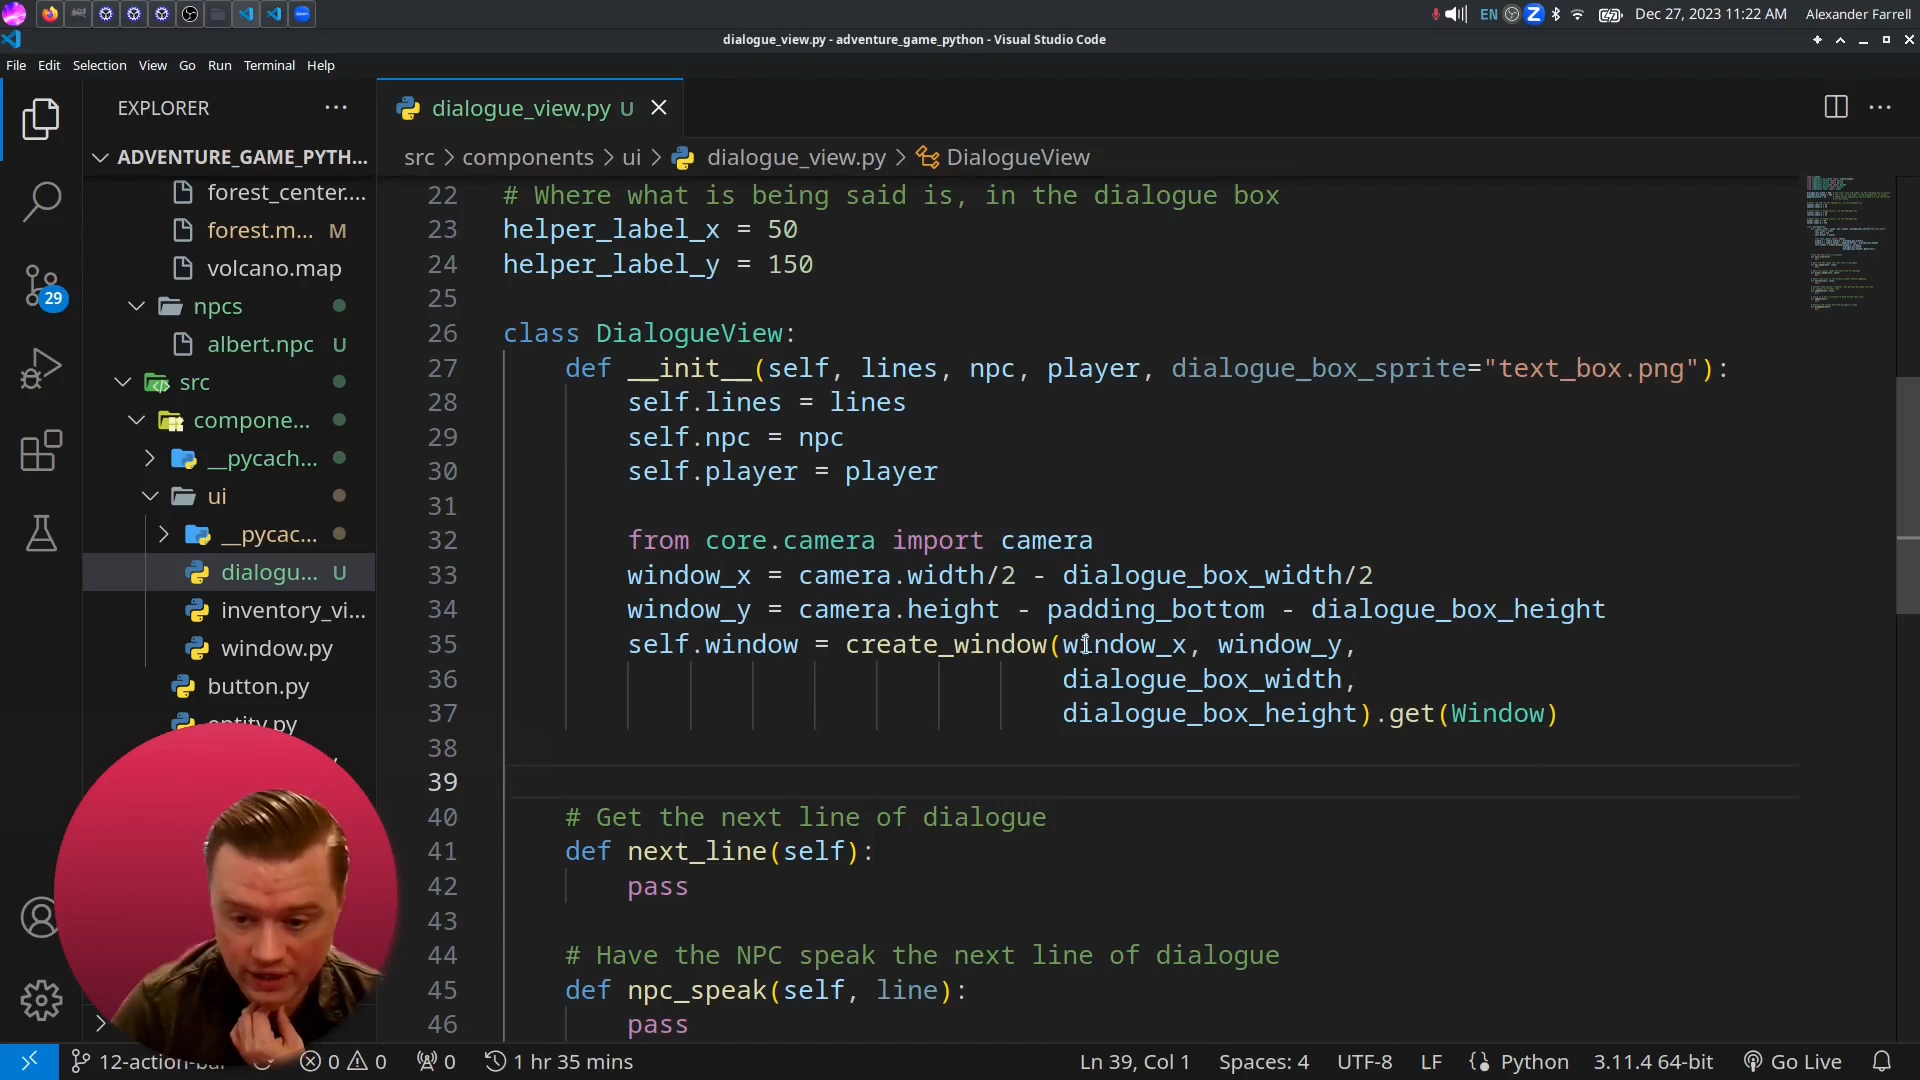 EN
Z
Dec 27, 2023 11:22 AM
Alexander Farrell
dialogue_view.py - adventure_game_python - Visual Studio Code
File Edit Selection View Go Run Terminal Help
EXPLORER
dialogue_view.py U
ADVENTURE_GAME_PYTH...
src > components > ui > dialogue_view.py > DialogueView
forest_center....
forest.m... M
volcano.map
npcs
albert.npc U
src
compone...
__pycach...
ui
__pycac...
dialogu... U
inventory_vi...
window.py
button.py
entity.py
29
22 # Where what is being said is, in the dialogue box
23 helper_label_x = 50
24 helper_label_y = 150
25
26 class DialogueView:
27 def __init__(self, lines, npc, player, dialogue_box_sprite="text_box.png"):
28 self.lines = lines
29 self.npc = npc
30 self.player = player
31
32 from core.camera import camera
33 window_x = camera.width/2 - dialogue_box_width/2
34 window_y = camera.height - padding_bottom - dialogue_box_height
35 self.window = create_window(window_x, window_y,
36 dialogue_box_width,
37 dialogue_box_height).get(Window)
38
39
40 # Get the next line of dialogue
41 def next_line(self):
42 pass
43
44 # Have the NPC speak the next line of dialogue
45 def npc_speak(self, line):
46 pass
12-action-ba
0 0 0 1 hr 35 mins
Ln 39, Col 1 Spaces: 4 UTF-8 LF Python 3.11.4 64-bit Go Live